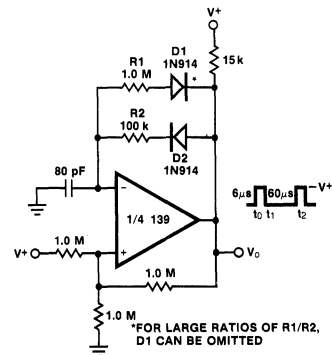 V+
D1
1N914
R1
1.0 M
*
15k
R2
100 k
D2
1N914
80 pF
−
1/4 139
+
6μs
60μs
V+
t0
t1
t2
V+
1.0 M
VO
1.0 M
1.0 M
*FOR LARGE RATIOS OF R1/R2,
D1 CAN BE OMITTED